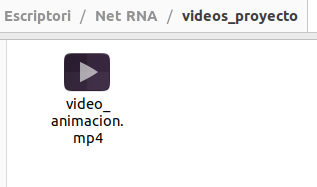 Escriptori / Net RNA / videos_proyecto
video_
animacion.
mp4